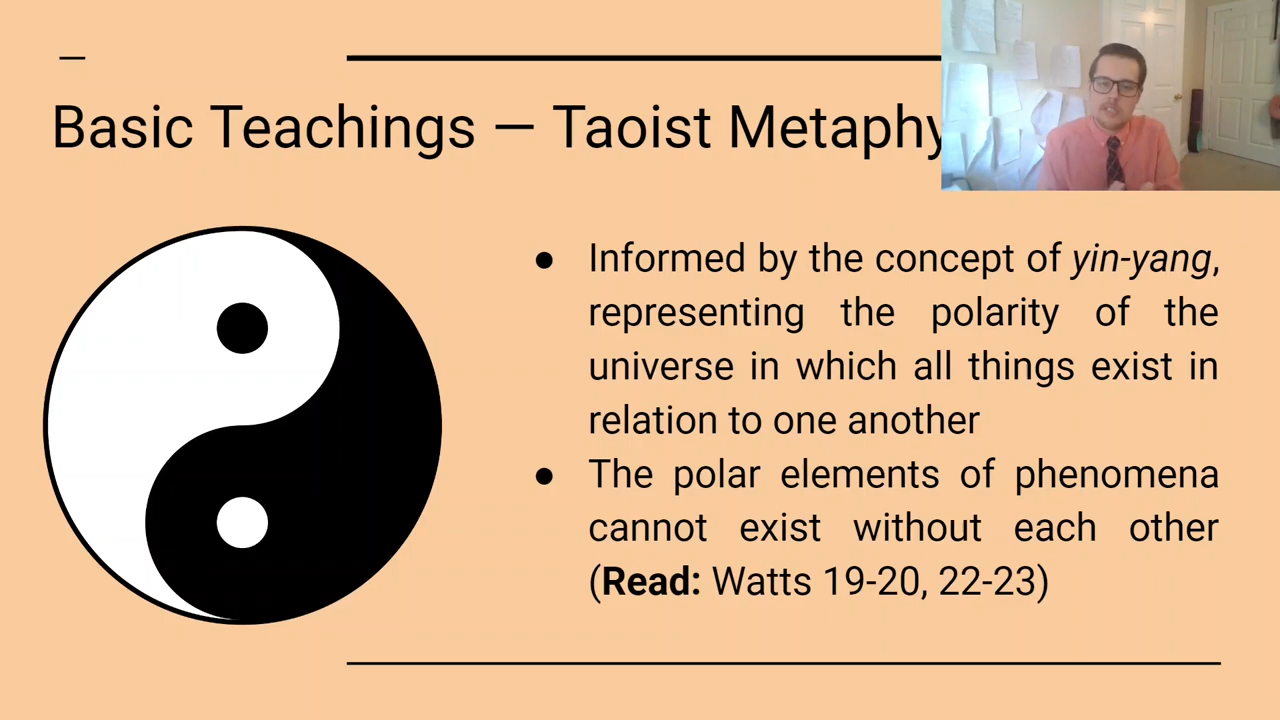 Basic Teachings — Taoist Metaphy
● Informed by the concept of yin-yang,
representing the polarity of the
universe in which all things exist in
relation to one another
● The polar elements of phenomena
cannot exist without each other
(Read: Watts 19-20, 22-23)